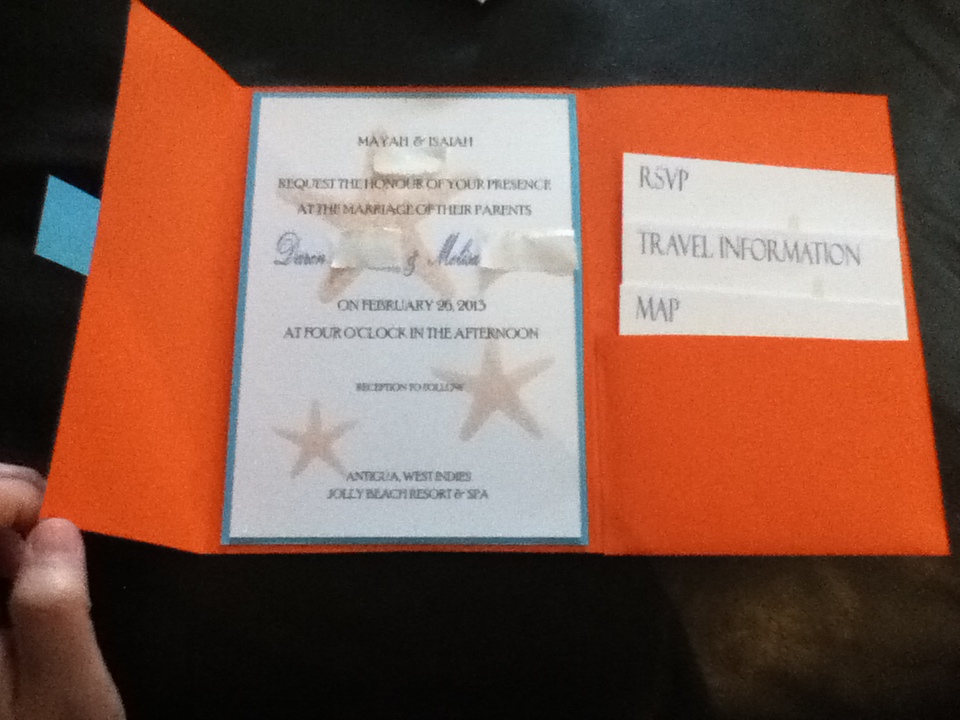 MAYAH & ISAIAH
REQUEST THE HONOUR OF YOUR PRESENCE
AT THE MARRIAGE OF THEIR PARENTS
Daron & Melisa
ON FEBRUARY 26, 2013
AT FOUR O'CLOCK IN THE AFTERNOON
RECEPTION TO FOLLOW
ANTIGUA, WEST INDIES
JOLLY BEACH RESORT & SPA
RSVP
TRAVEL INFORMATION
MAP